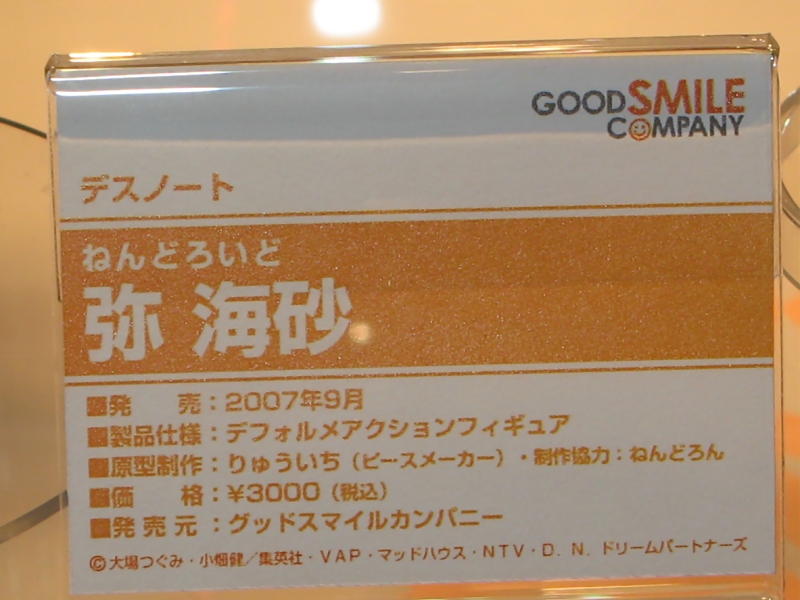 GOOD SMILE
COMPANY
デスノート
ねんどろいど
弥 海砂
■発　売：2007年9月
■製品仕様：デフォルメアクションフィギュア
■原型制作：りゅういち（ピースメーカー）・制作協力：ねんどろん
■価　格：¥3000（税込）
■発売元：グッドスマイルカンパニー
©大場つぐみ・小畑健／集英社・VAP・マッドハウス・NTV・D. N. ドリームパートナーズ